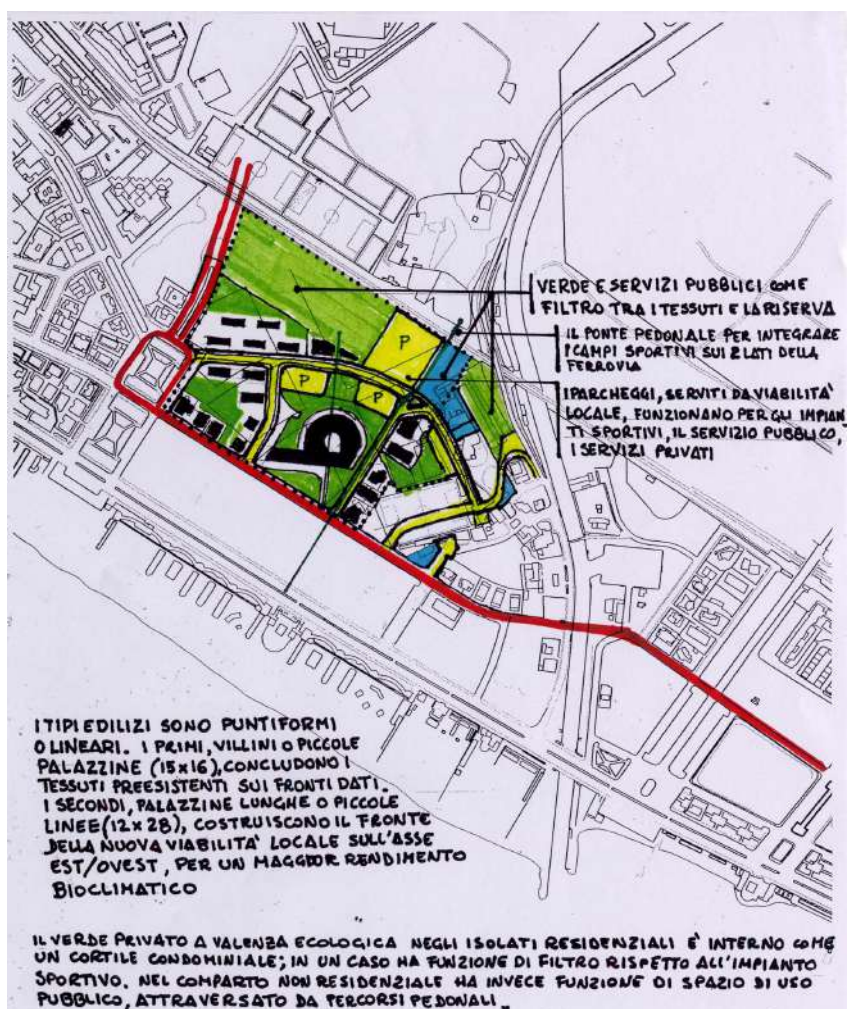 VERDE E SERVIZI PUBBLICI COME
FILTRO TRA I TESSUTI E LA RISERVA
IL PONTE PEDONALE PER INTEGRARE
I CAMPI SPORTIVI SUI 2 LATI DELLA
FERROVIA
I PARCHEGGI, SERVITI DA VIABILITA'
LOCALE, FUNZIONANO PER GLI IMPIAN
TI SPORTIVI, IL SERVIZIO PUBBLICO,
I SERVIZI PRIVATI
P
P
P
I TIPI EDILIZI SONO PUNTIFORMI
O LINEARI. I PRIMI, VILLINI O PICCOLE
PALAZZINE (15x16), CONCLUDONO I
TESSUTI PREESISTENTI SUI FRONTI DATI.
I SECONDI, PALAZZINE LUNGHE O PICCOLE
LINEE (12x28), COSTRUISCONO IL FRONTE
DELLA NUOVA VIABILITA' LOCALE SULL'ASSE
EST/OVEST, PER UN MAGGIOR RENDIMENTO
BIOCLIMATICO
IL VERDE PRIVATO A VALENZA ECOLOGICA NEGLI ISOLATI RESIDENZIALI E' INTERNO COME
UN CORTILE CONDOMINIALE; IN UN CASO HA FUNZIONE DI FILTRO RISPETTO ALL'IMPIANTO
SPORTIVO. NEL COMPARTO NON RESIDENZIALE HA INVECE FUNZIONE DI SPAZIO DI USO
PUBBLICO, ATTRAVERSATO DA PERCORSI PEDONALI.